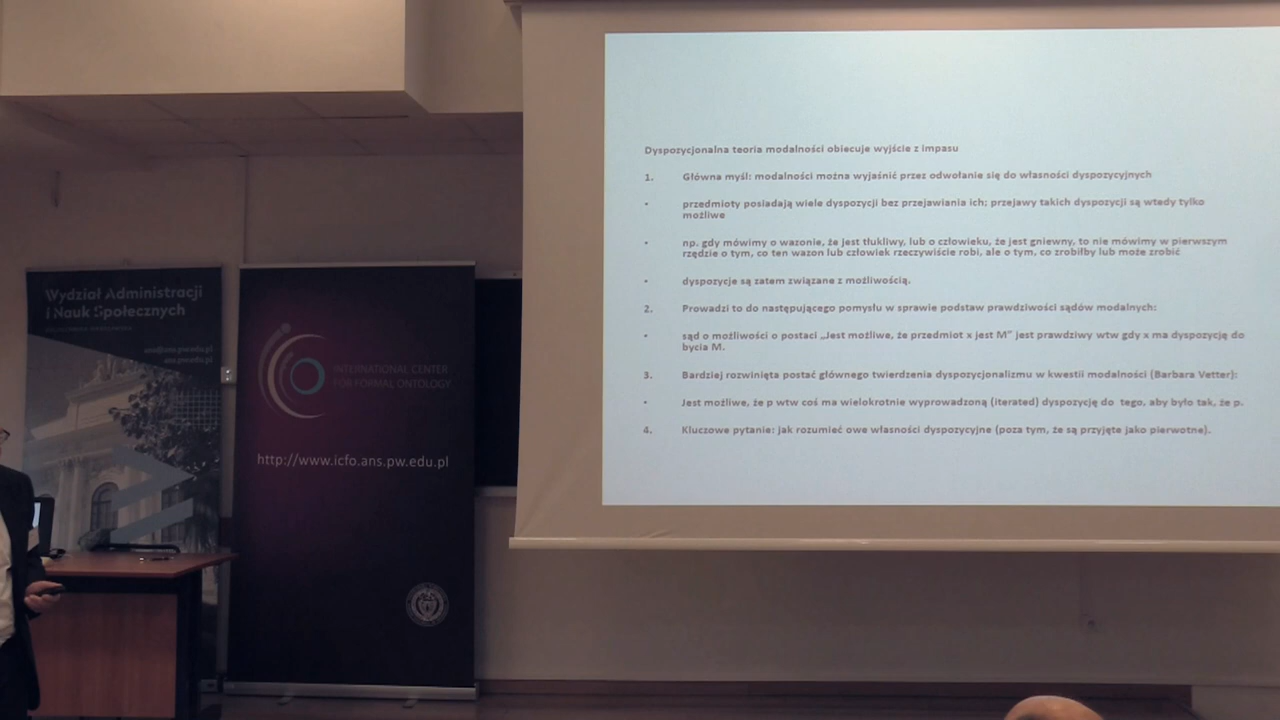 Dyspozycjonalna teoria modalności obiecuje wyjście z impasu
1. Główna myśl: modalności można wyjaśnić przez odwołanie się do własności dyspozycyjnych
• przedmioty posiadają wiele dyspozycji bez przejawiania ich; przejawy takich dyspozycji są wtedy tylko
możliwe
• np. gdy mówimy o wazonie, że jest tłukliwy, lub o człowieku, że jest gniewny, to nie mówimy w pierwszym
rzędzie o tym, co ten wazon lub człowiek rzeczywiście robi, ale o tym, co zrobiłby lub może zrobić
• dyspozycje są zatem związane z możliwością.
2. Prowadzi to do następującego pomysłu w sprawie podstaw prawdziwości sądów modalnych:
• sąd o możliwości o postaci „Jest możliwe, że przedmiot x jest M" jest prawdziwy wtw gdy x ma dyspozycję do
bycia M.
3. Bardziej rozwinięta postać głównego twierdzenia dyspozycjonalizmu w kwestii modalności (Barbara Vetter):
• Jest możliwe, że p wtw coś ma wielokrotnie wyprowadzoną (iterated) dyspozycję do tego, aby było tak, że p.
4. Kluczowe pytanie: jak rozumieć owe własności dyspozycyjne (poza tym, że są przyjęte jako pierwotne).
Wydział Administracji
i Nauk Społecznych
ans.pw.edu.pl
INTERNATIONAL CENTER
FOR FORMAL ONTOLOGY
http://www.icfo.ans.pw.edu.pl